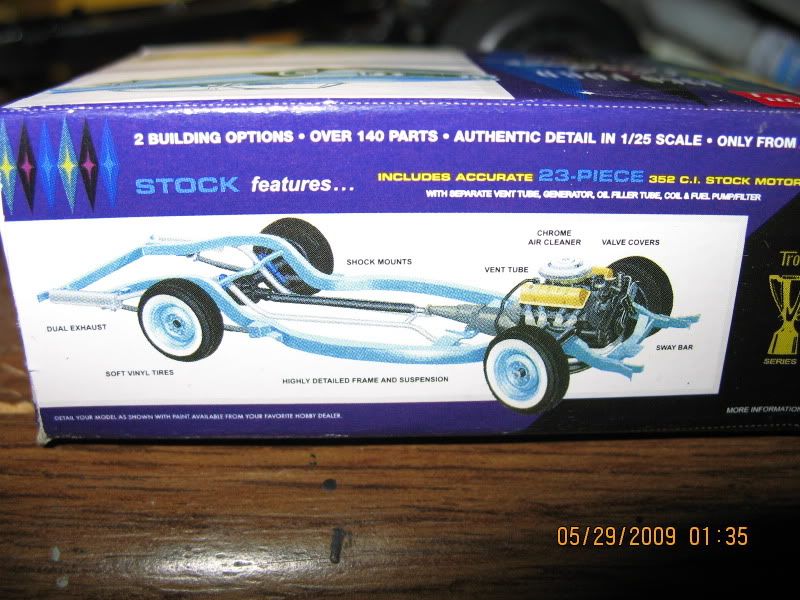 2 BUILDING OPTIONS • OVER 140 PARTS • AUTHENTIC DETAIL IN 1/25 SCALE • ONLY FROM
STOCK features... INCLUDES ACCURATE 23-PIECE 352 C.I. STOCK MOTOR
WITH SEPARATE VENT TUBE, GENERATOR, OIL FILLER TUBE, COIL & FUEL PUMP/FILTER
CHROME
AIR CLEANER
VALVE COVERS
SHOCK MOUNTS
VENT TUBE
DUAL EXHAUST
SWAY BAR
SOFT VINYL TIRES
HIGHLY DETAILED FRAME AND SUSPENSION
SERIES
DETAIL YOUR MODEL AS SHOWN WITH PAINT AVAILABLE FROM YOUR FAVORITE HOBBY DEALER.
MORE
05/29/2009 01:35